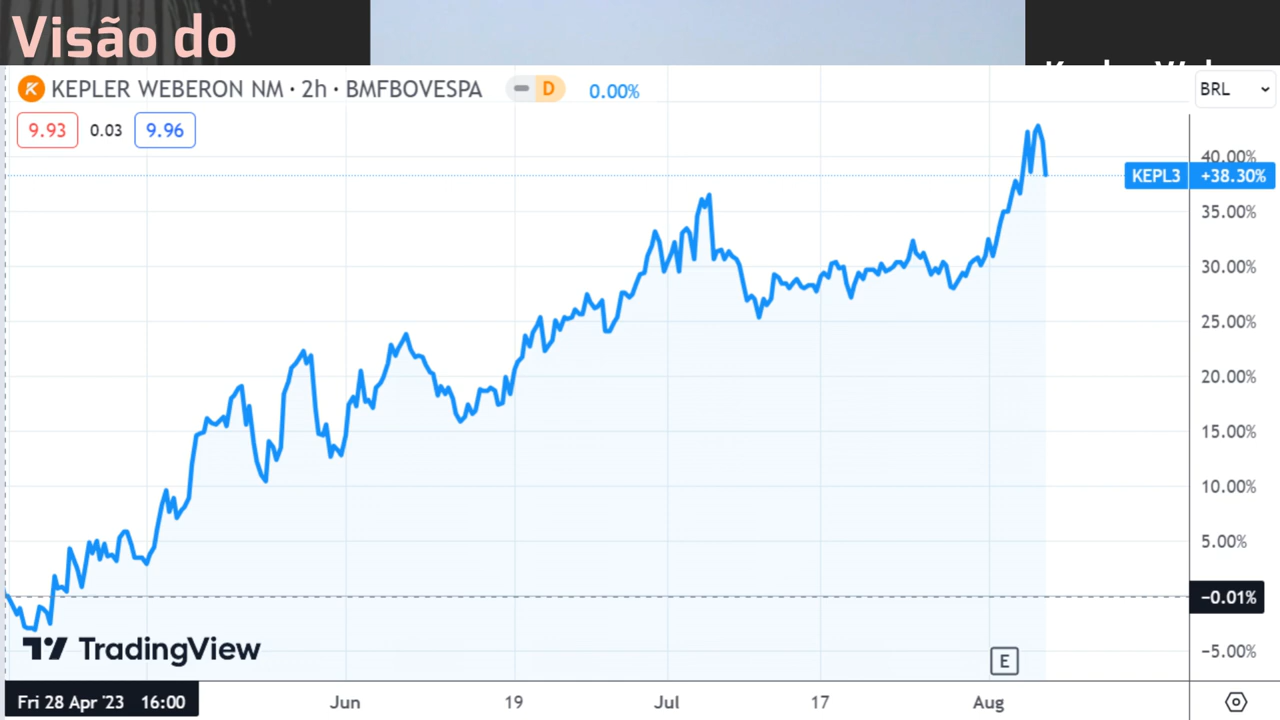 Visão do
KEPLER WEBERON NM · 2h · BMFBOVESPA
D
0.00%
BRL
9.93
0.03
9.96
40.00%
KEPL3
+38.30%
35.00%
30.00%
25.00%
20.00%
15.00%
10.00%
5.00%
−0.01%
−5.00%
TradingView
E
Fri 28 Apr '23 16:00
Jun
19
Jul
17
Aug